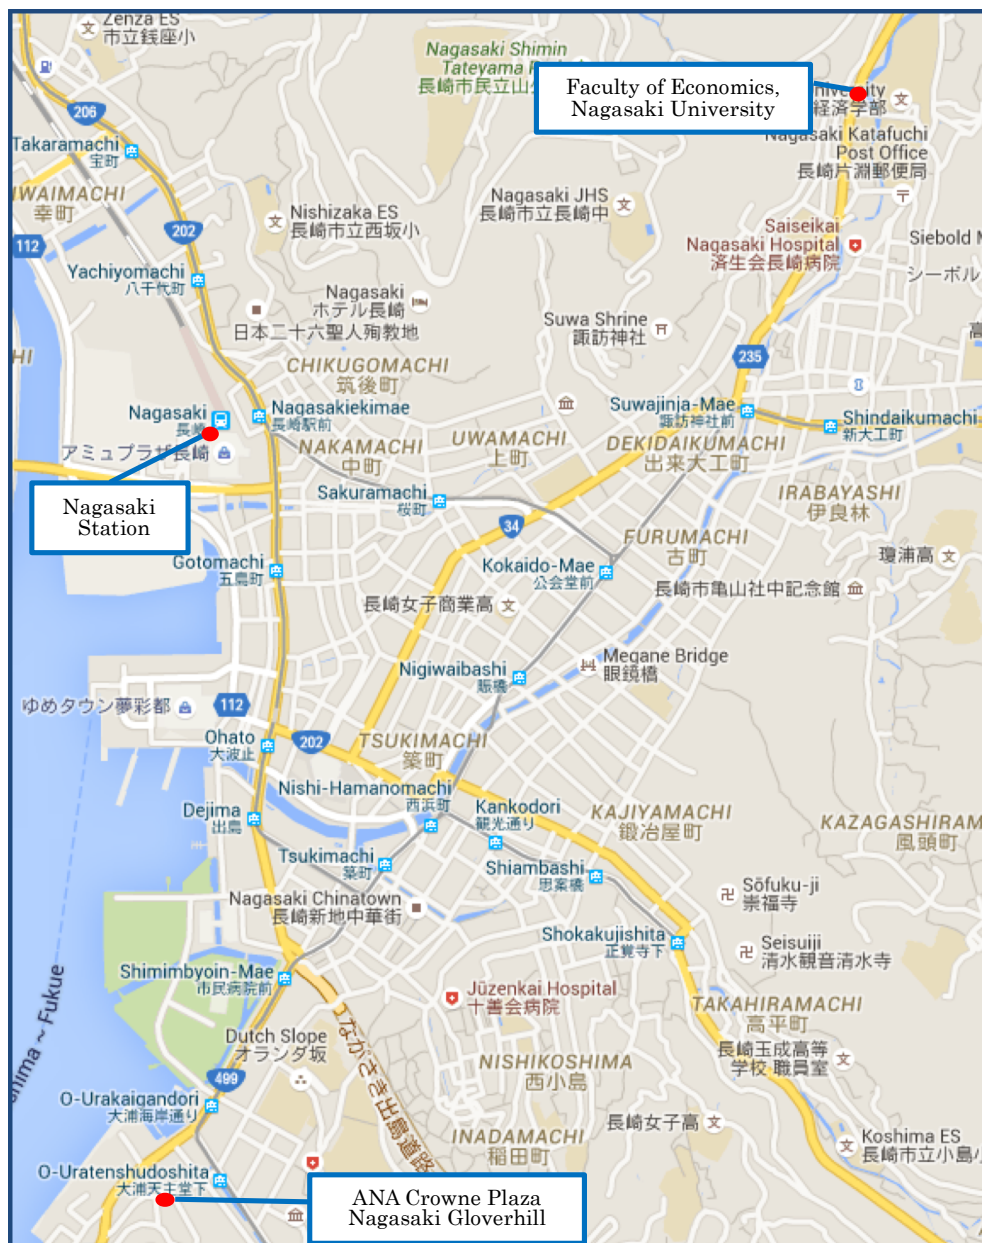 Zenza ES
市立銭座小
Nagasaki Shimin
Tateyama P
長崎市民立山公
Faculty of Economics,
Nagasaki University
University
経済学部
206
Takaramachi
宝町
Nagasaki Katafuchi
Post Office
長崎片淵郵便局
IWAIMACHI
幸町
Nishizaka ES
長崎市立西坂小
Nagasaki JHS
長崎市立長崎中
202
112
Saiseikai
Nagasaki Hospital
済生会長崎病院
Siebold M
シーボル
Yachiyomachi
八千代町
Nagasaki
ホテル長崎
日本二十六聖人殉教地
Suwa Shrine
諏訪神社
HI
CHIKUGOMACHI
筑後町
235
高
Nagasaki
長崎
アミュプラザ長崎
Nagasakiekimae
長崎駅前
Suwajinja-Mae
諏訪神社前
Shindaikumachi
新大工町
NAKAMACHI
中町
UWAMACHI
上町
DEKIDAIKUMACHI
出来大工町
Nagasaki
Station
Sakuramachi
桜町
34
IRABAYASHI
伊良林
FURUMACHI
古町
Gotomachi
五島町
Kokaido-Mae
公会堂前
瓊浦高
長崎女子商業高
長崎市亀山社中記念館
Nigiwaibashi
賑橋
Megane Bridge
眼鏡橋
ゆめタウン夢彩都
112
Ohato
大波止
202
TSUKIMACHI
築町
Nishi-Hamanomachi
西浜町
Kankodori
観光通り
Dejima
出島
KAJIYAMACHI
鍛冶屋町
KAZAGASHIRAM
風頭町
Tsukimachi
築町
Shiambashi
思案橋
Nagasaki Chinatown
長崎新地中華街
Sōfuku-ji
崇福寺
Shokakujishita
正覚寺下
Seisuiji
清水観音清水寺
Shimimbyoin-Mae
市民病院前
Jūzenkai Hospital
十善会病院
TAKAHIRAMACHI
高平町
hima ~ Fukue
ながさき出島道路
Dutch Slope
オランダ坂
NISHIKOSHIMA
西小島
長崎玉成高等
学校 職員室
499
O-Urakaigandori
大浦海岸通り
長崎女子高
INADAMACHI
稲田町
Koshima ES
長崎市立小島小
O-Uratenshudoshita
大浦天主堂下
ANA Crowne Plaza
Nagasaki Gloverhill